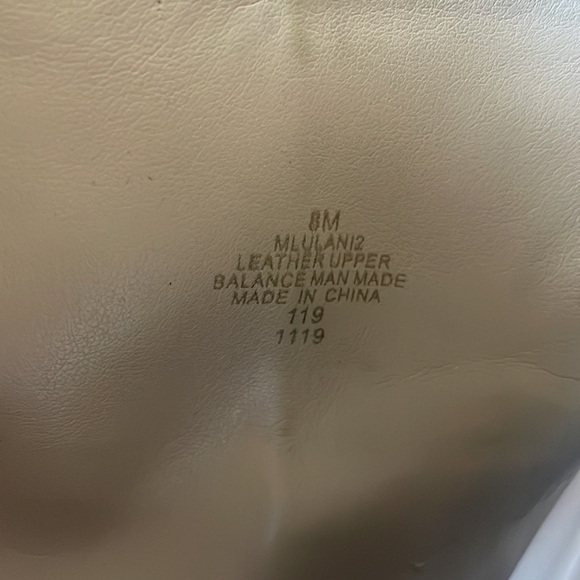 8M
MLULANI2
LEATHER UPPER
BALANCE MAN MADE
MADE IN CHINA
119
1119